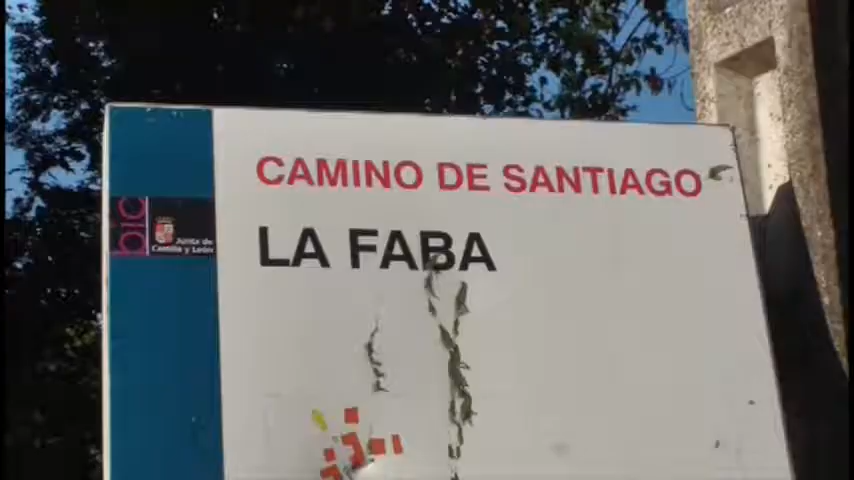 CAMINO DE SANTIAGO
LA FABA
bic
Junta de
Castilla y León